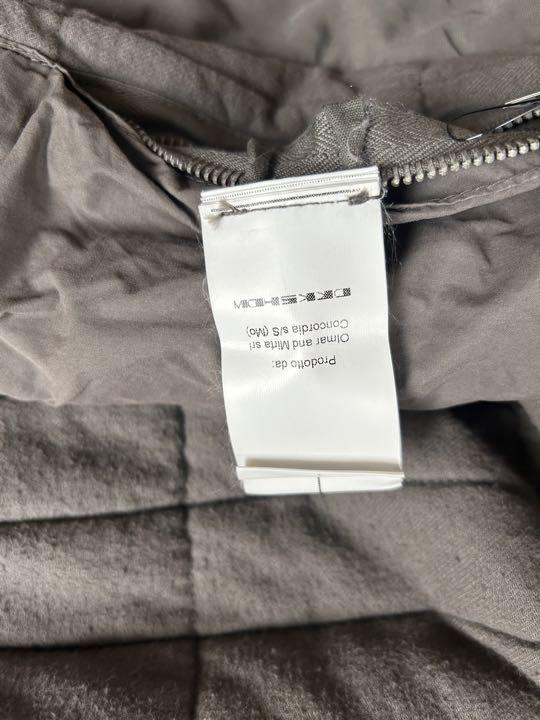 Prodotto da:
Olmar and Mirta srl
Concordia s/S (Mo)
DRKSHDW